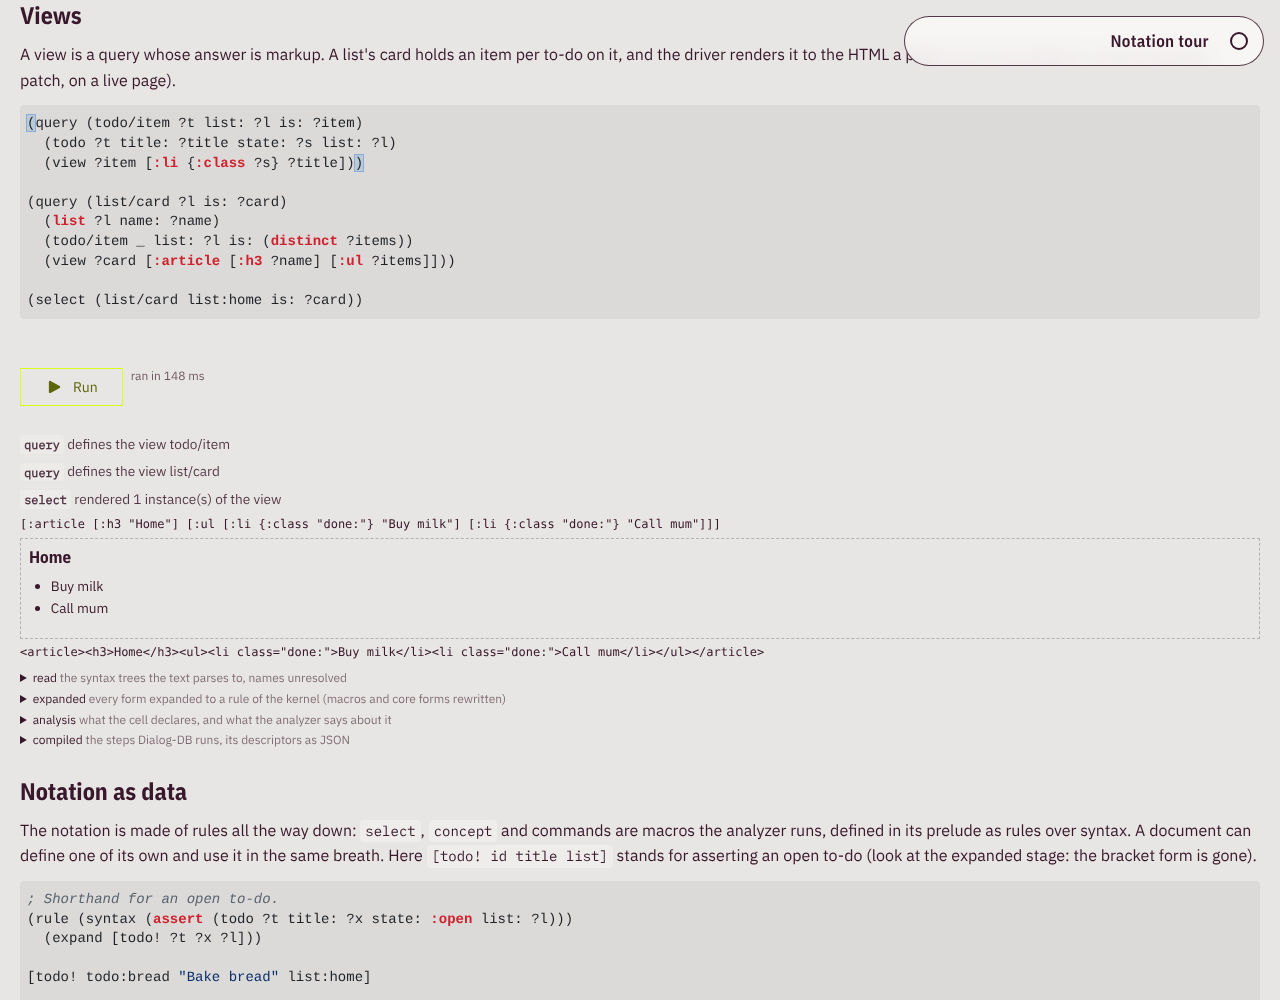 Views
Notation tour
A view is a query whose answer is markup. A list's card holds an item per to-do on it, and the driver renders it to the HTML a
patch, on a live page).
(query (todo/item ?t list: ?l is: ?item)
  (todo ?t title: ?title state: ?s list: ?l)
  (view ?item [:li {:class ?s} ?title]))
(query (list/card ?l is: ?card)
  (list ?l name: ?name)
  (todo/item _ list: ?l is: (distinct ?items))
  (view ?card [:article [:h3 ?name] [:ul ?items]]))
(select (list/card list:home is: ?card))
Run
ran in 148 ms
query defines the view todo/item
query defines the view list/card
select rendered 1 instance(s) of the view
[:article [:h3 "Home"] [:ul [:li {:class "done:"} "Buy milk"] [:li {:class "done:"} "Call mum"]]]
Home
Buy milk
Call mum
<article><h3>Home</h3><ul><li class="done:">Buy milk</li><li class="done:">Call mum</li></ul></article>
read the syntax trees the text parses to, names unresolved
expanded every form expanded to a rule of the kernel (macros and core forms rewritten)
analysis what the cell declares, and what the analyzer says about it
compiled the steps Dialog-DB runs, its descriptors as JSON
Notation as data
The notation is made of rules all the way down: select, concept and commands are macros the analyzer runs, defined in its prelude as rules over syntax. A document can
define one of its own and use it in the same breath. Here [todo! id title list] stands for asserting an open to-do (look at the expanded stage: the bracket form is gone).
; Shorthand for an open to-do.
(rule (syntax (assert (todo ?t title: ?x state: :open list: ?l)))
  (expand [todo! ?t ?x ?l]))
[todo! todo:bread "Bake bread" list:home]